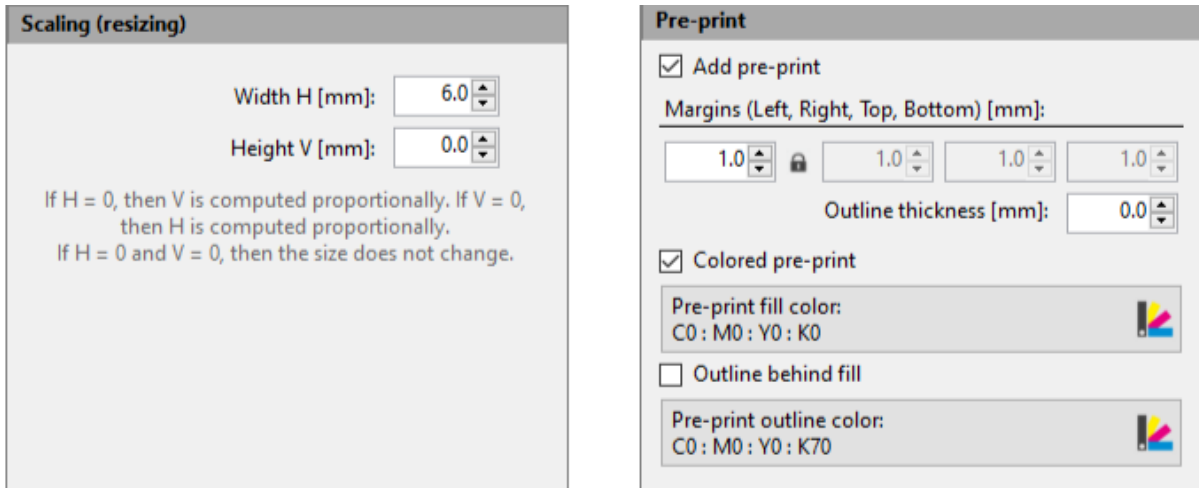 Scaling (resizing)
Width H [mm]: 6.0
Height V [mm]: 0.0
If H = 0, then V is computed proportionally. If V = 0,
then H is computed proportionally.
If H = 0 and V = 0, then the size does not change.
Pre-print
Add pre-print
Margins (Left, Right, Top, Bottom) [mm]:
1.0 1.0 1.0 1.0
Outline thickness [mm]: 0.0
Colored pre-print
Pre-print fill color:
C0 : M0 : Y0 : K0
Outline behind fill
Pre-print outline color:
C0 : M0 : Y0 : K70